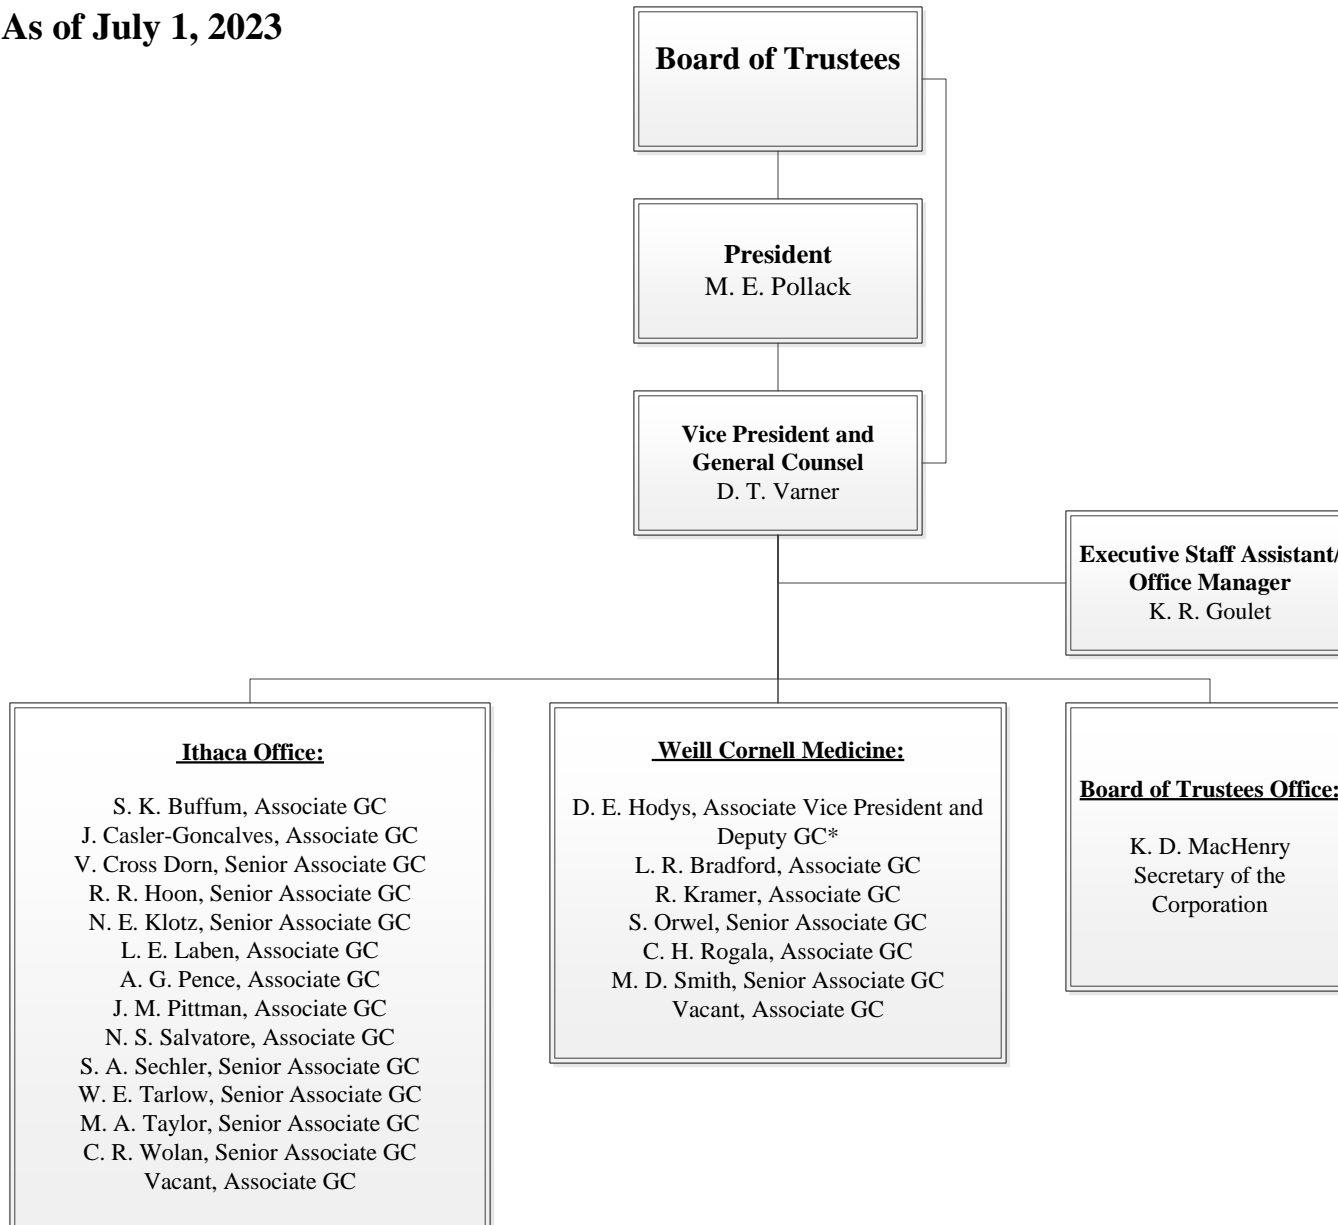 As of July 1, 2023
Board of Trustees
President
M. E. Pollack
Vice President and
General Counsel
D. T. Varner
Executive Staff Assistant/
Office Manager
K. R. Goulet
Ithaca Office:
S. K. Buffum, Associate GC
J. Casler-Goncalves, Associate GC
V. Cross Dorn, Senior Associate GC
R. R. Hoon, Senior Associate GC
N. E. Klotz, Senior Associate GC
L. E. Laben, Associate GC
A. G. Pence, Associate GC
J. M. Pittman, Associate GC
N. S. Salvatore, Associate GC
S. A. Sechler, Senior Associate GC
W. E. Tarlow, Senior Associate GC
M. A. Taylor, Senior Associate GC
C. R. Wolan, Senior Associate GC
Vacant, Associate GC
Weill Cornell Medicine:
D. E. Hodys, Associate Vice President and
Deputy GC*
L. R. Bradford, Associate GC
R. Kramer, Associate GC
S. Orwel, Senior Associate GC
C. H. Rogala, Associate GC
M. D. Smith, Senior Associate GC
Vacant, Associate GC
Board of Trustees Office:
K. D. MacHenry
Secretary of the
Corporation